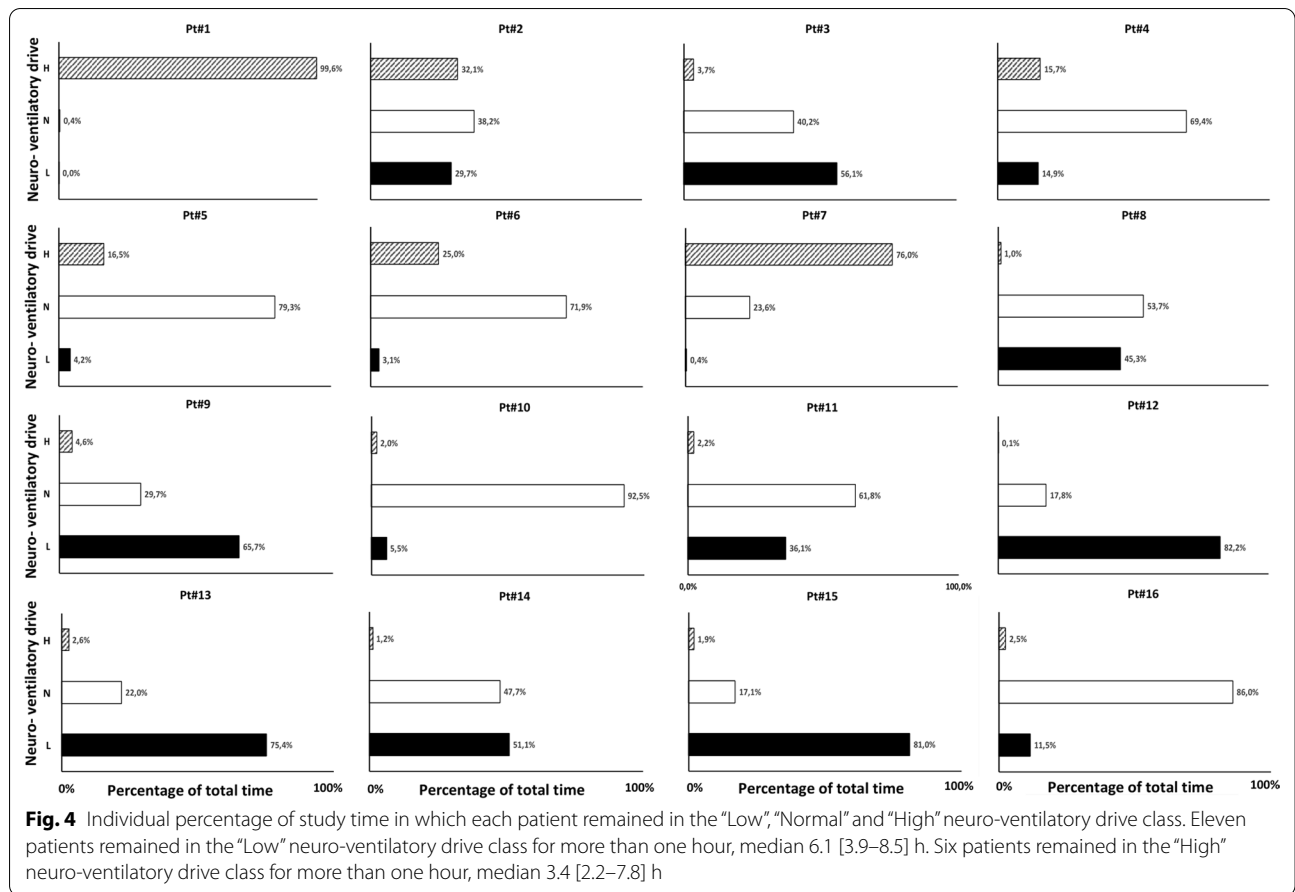 Pt#1 Pt#2 Pt#3 Pt#4
Neuro- ventilatory drive
H 99,6% 32,1% 3,7% 15,7%
N 0,4% 38,2% 40,2% 69,4%
L 0,0% 29,7% 56,1% 14,9%
Pt#5 Pt#6 Pt#7 Pt#8
Neuro- ventilatory drive
H 16,5% 25,0% 76,0% 1,0%
N 79,3% 71,9% 23,6% 53,7%
L 4,2% 3,1% 0,4% 45,3%
Pt#9 Pt#10 Pt#11 Pt#12
Neuro- ventilatory drive
H 4,6% 2,0% 2,2% 0,1%
N 29,7% 92,5% 61,8% 17,8%
L 65,7% 5,5% 36,1% 82,2%
0,0% 100,0%
Pt#13 Pt#14 Pt#15 Pt#16
Neuro- ventilatory drive
H 2,6% 1,2% 1,9% 2,5%
N 22,0% 47,7% 17,1% 86,0%
L 75,4% 51,1% 81,0% 11,5%
0% Percentage of total time 100% 0% Percentage of total time 100% 0% Percentage of total time 100% 0% Percentage of total time 100%
Fig. 4 Individual percentage of study time in which each patient remained in the “Low”, “Normal” and “High” neuro-ventilatory drive class. Eleven
patients remained in the “Low” neuro-ventilatory drive class for more than one hour, median 6.1 [3.9–8.5] h. Six patients remained in the “High”
neuro-ventilatory drive class for more than one hour, median 3.4 [2.2–7.8] h